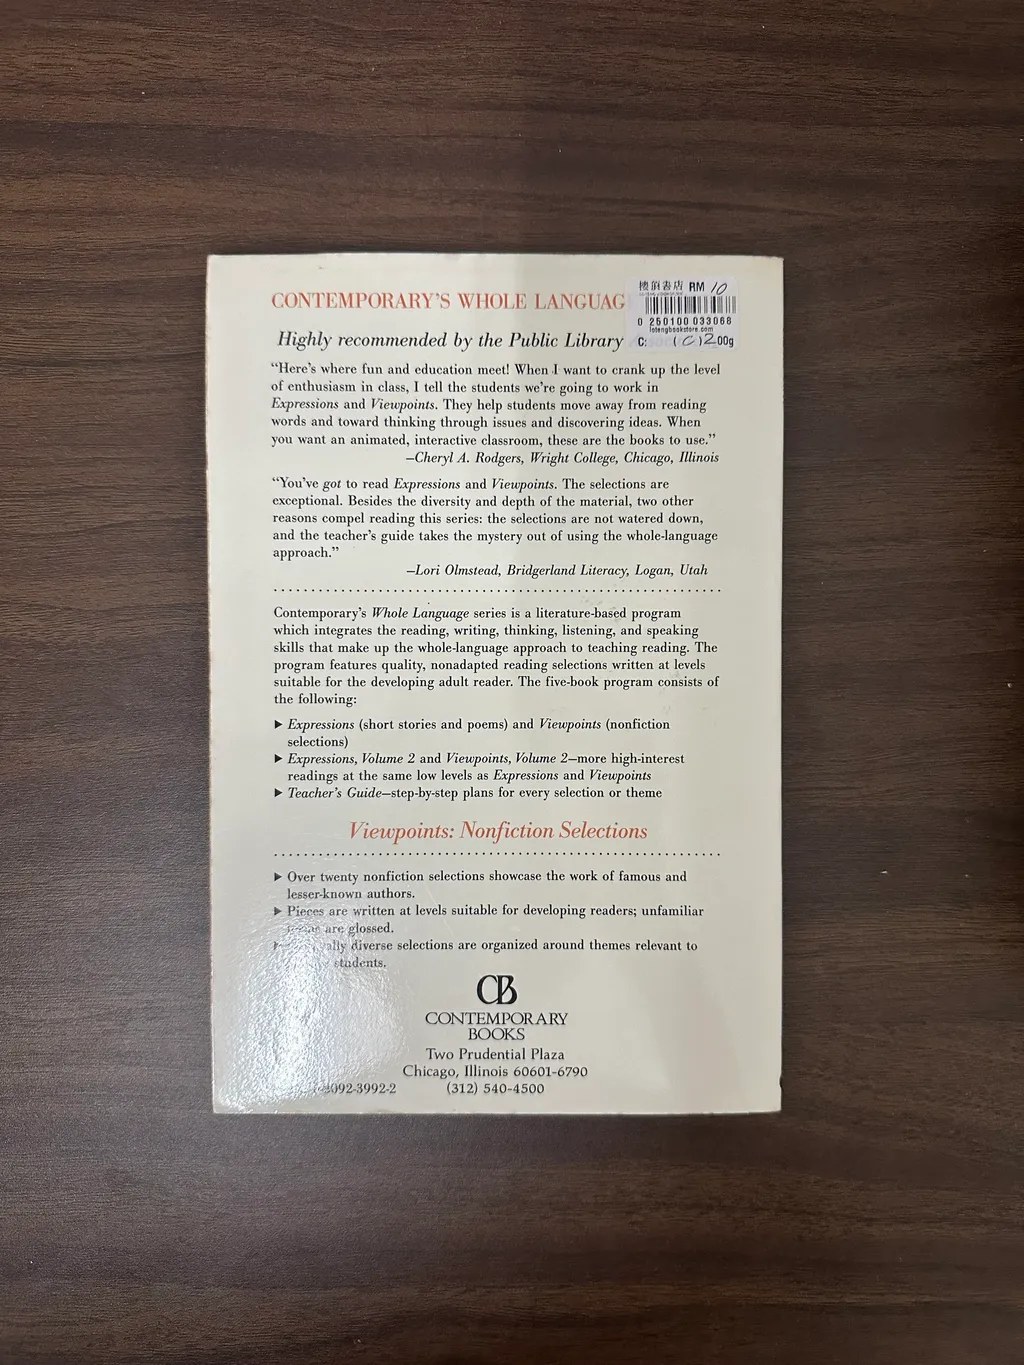 CONTEMPORARY'S WHOLE LANGUAG
樓頂書店 RM 10
0 250100 033068
lotengbookstore.com
C: (C)200g
Highly recommended by the Public Library
“Here's where fun and education meet! When I want to crank up the level
of enthusiasm in class, I tell the students we're going to work in
Expressions and Viewpoints. They help students move away from reading
words and toward thinking through issues and discovering ideas. When
you want an animated, interactive classroom, these are the books to use.”
—Cheryl A. Rodgers, Wright College, Chicago, Illinois
“You've got to read Expressions and Viewpoints. The selections are
exceptional. Besides the diversity and depth of the material, two other
reasons compel reading this series: the selections are not watered down,
and the teacher's guide takes the mystery out of using the whole-language
approach.”
—Lori Olmstead, Bridgerland Literacy, Logan, Utah
Contemporary's Whole Language series is a literature-based program
which integrates the reading, writing, thinking, listening, and speaking
skills that make up the whole-language approach to teaching reading. The
program features quality, nonadapted reading selections written at levels
suitable for the developing adult reader. The five-book program consists of
the following:
▶ Expressions (short stories and poems) and Viewpoints (nonfiction
selections)
▶ Expressions, Volume 2 and Viewpoints, Volume 2—more high-interest
readings at the same low levels as Expressions and Viewpoints
▶ Teacher's Guide—step-by-step plans for every selection or theme
Viewpoints: Nonfiction Selections
▶ Over twenty nonfiction selections showcase the work of famous and
lesser-known authors.
▶ Pieces are written at levels suitable for developing readers; unfamiliar
are glossed.
diverse selections are organized around themes relevant to
students.
CB
CONTEMPORARY
BOOKS
Two Prudential Plaza
Chicago, Illinois 60601-6790
(312) 540-4500
8092-3992-2